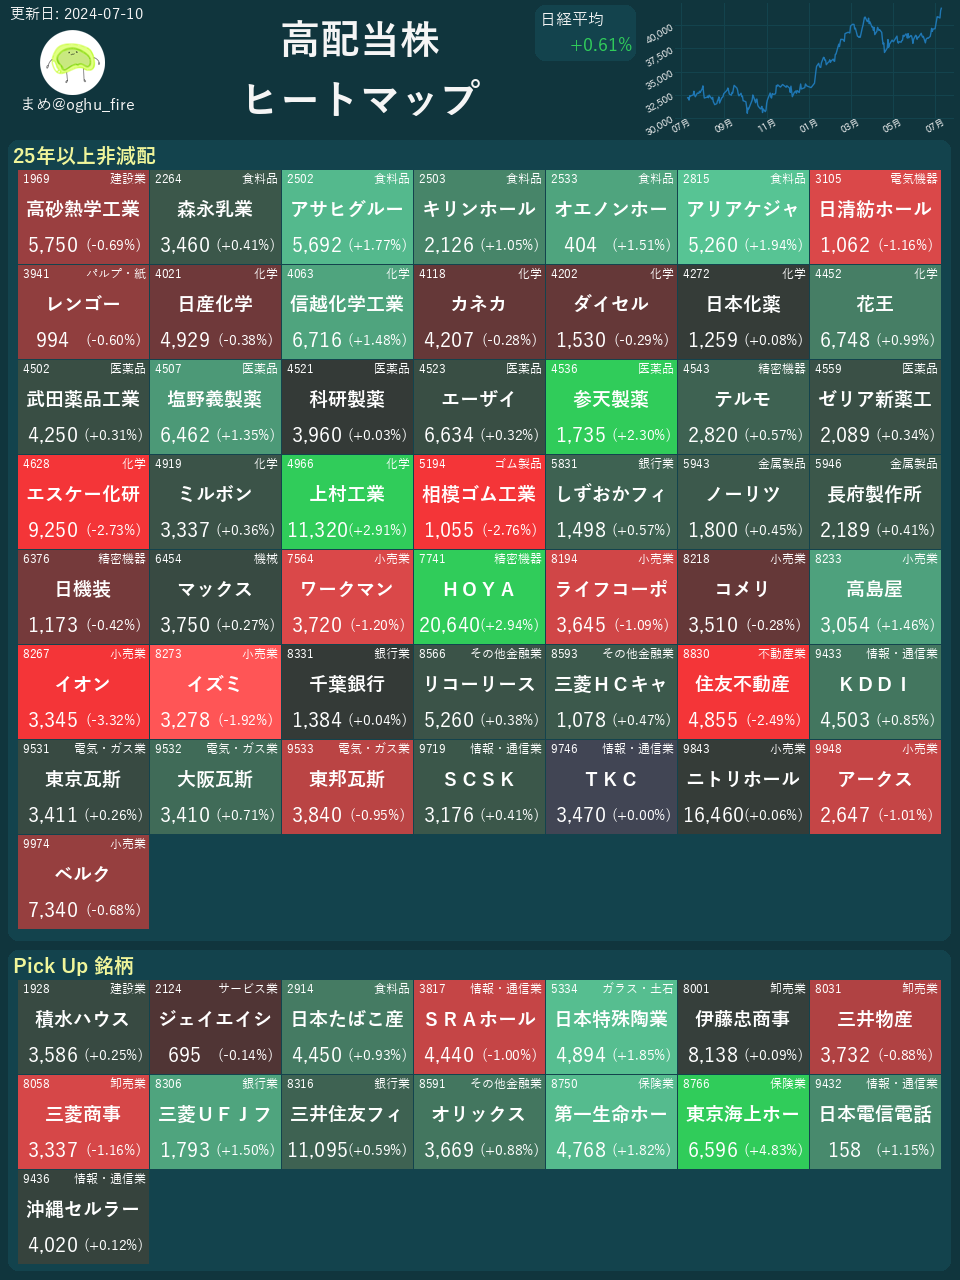 更新日: 2024-07-10
まめ@oghu_fire
高配当株
ヒートマップ
日経平均
+0.61%
40,000
37,500
35,000
32,500
30,000
07月 09月 11月 01月 03月 05月 07月
25年以上非減配
1969 建設業 2264 食料品 2502 食料品 2503 食料品 2533 食料品 2815 食料品 3105 電気機器
高砂熱学工業 森永乳業 アサヒグルー キリンホール オエノンホー アリアケジャ 日清紡ホール
5,750 (-0.69%) 3,460 (+0.41%) 5,692 (+1.77%) 2,126 (+1.05%) 404 (+1.51%) 5,260 (+1.94%) 1,062 (-1.16%)
3941 パルプ・紙 4021 化学 4063 化学 4118 化学 4202 化学 4272 化学 4452 化学
レンゴー 日産化学 信越化学工業 カネカ ダイセル 日本化薬 花王
994 (-0.60%) 4,929 (-0.38%) 6,716 (+1.48%) 4,207 (-0.28%) 1,530 (-0.29%) 1,259 (+0.08%) 6,748 (+0.99%)
4502 医薬品 4507 医薬品 4521 医薬品 4523 医薬品 4536 医薬品 4543 精密機器 4559 医薬品
武田薬品工業 塩野義製薬 科研製薬 エーザイ 参天製薬 テルモ ゼリア新薬工
4,250 (+0.31%) 6,462 (+1.35%) 3,960 (+0.03%) 6,634 (+0.32%) 1,735 (+2.30%) 2,820 (+0.57%) 2,089 (+0.34%)
4628 化学 4919 化学 4966 化学 5194 ゴム製品 5831 銀行業 5943 金属製品 5946 金属製品
エスケー化研 ミルボン 上村工業 相模ゴム工業 しずおかフィ ノーリツ 長府製作所
9,250 (-2.73%) 3,337 (+0.36%) 11,320(+2.91%) 1,055 (-2.76%) 1,498 (+0.57%) 1,800 (+0.45%) 2,189 (+0.41%)
6376 精密機器 6454 機械 7564 小売業 7741 精密機器 8194 小売業 8218 小売業 8233 小売業
日機装 マックス ワークマン ＨＯＹＡ ライフコーポ コメリ 高島屋
1,173 (-0.42%) 3,750 (+0.27%) 3,720 (-1.20%) 20,640(+2.94%) 3,645 (-1.09%) 3,510 (-0.28%) 3,054 (+1.46%)
8267 小売業 8273 小売業 8331 銀行業 8566 その他金融業 8593 その他金融業 8830 不動産業 9433 情報・通信業
イオン イズミ 千葉銀行 リコーリース 三菱ＨＣキャ 住友不動産 ＫＤＤＩ
3,345 (-3.32%) 3,278 (-1.92%) 1,384 (+0.04%) 5,260 (+0.38%) 1,078 (+0.47%) 4,855 (-2.49%) 4,503 (+0.85%)
9531 電気・ガス業 9532 電気・ガス業 9533 電気・ガス業 9719 情報・通信業 9746 情報・通信業 9843 小売業 9948 小売業
東京瓦斯 大阪瓦斯 東邦瓦斯 ＳＣＳＫ ＴＫＣ ニトリホール アークス
3,411 (+0.26%) 3,410 (+0.71%) 3,840 (-0.95%) 3,176 (+0.41%) 3,470 (+0.00%) 16,460(+0.06%) 2,647 (-1.01%)
9974 小売業
ベルク
7,340 (-0.68%)
Pick Up 銘柄
1928 建設業 2124 サービス業 2914 食料品 3817 情報・通信業 5334 ガラス・土石 8001 卸売業 8031 卸売業
積水ハウス ジェイエイシ 日本たばこ産 ＳＲＡホール 日本特殊陶業 伊藤忠商事 三井物産
3,586 (+0.25%) 695 (-0.14%) 4,450 (+0.93%) 4,440 (-1.00%) 4,894 (+1.85%) 8,138 (+0.09%) 3,732 (-0.88%)
8058 卸売業 8306 銀行業 8316 銀行業 8591 その他金融業 8750 保険業 8766 保険業 9432 情報・通信業
三菱商事 三菱ＵＦＪフ 三井住友フィ オリックス 第一生命ホー 東京海上ホー 日本電信電話
3,337 (-1.16%) 1,793 (+1.50%) 11,095(+0.59%) 3,669 (+0.88%) 4,768 (+1.82%) 6,596 (+4.83%) 158 (+1.15%)
9436 情報・通信業
沖縄セルラー
4,020 (+0.12%)